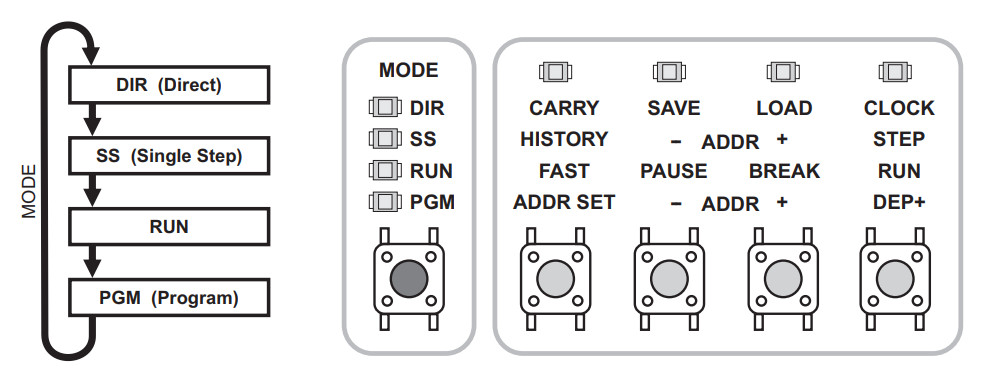 MODE
DIR (Direct)
SS (Single Step)
RUN
PGM (Program)
MODE
DIR
SS
RUN
PGM
CARRY SAVE LOAD CLOCK
HISTORY - ADDR + STEP
FAST PAUSE BREAK RUN
ADDR SET - ADDR + DEP+